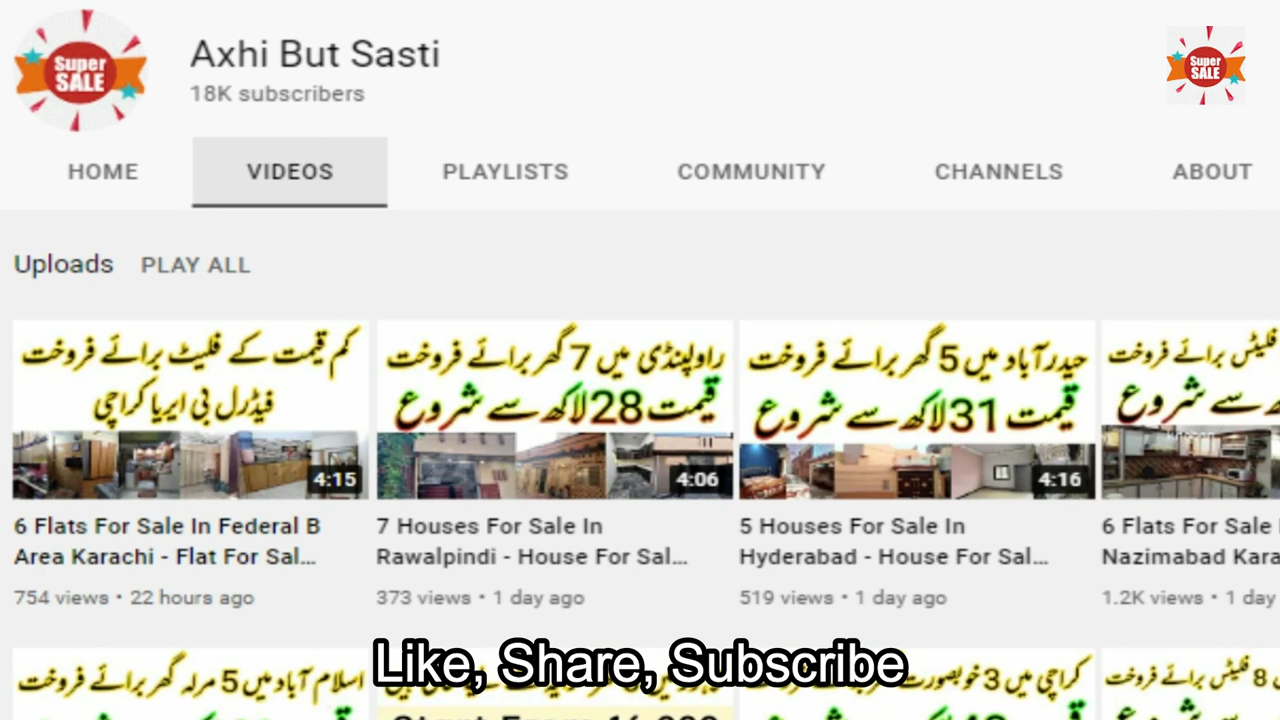 Super
SALE
Axhi But Sasti
18K subscribers
Super
SALE
HOME
VIDEOS
PLAYLISTS
COMMUNITY
CHANNELS
ABOUT
Uploads
PLAY ALL
کم قیمت کے فلیٹ برائے فروخت
فیڈرل بی ایریا کراچی
4:15
6 Flats For Sale In Federal B
Area Karachi - Flat For Sal...
754 views • 22 hours ago
راولپنڈی میں 7 گھر برائے فروخت
قیمت 28 لاکھ سے شروع
4:06
7 Houses For Sale In
Rawalpindi - House For Sal...
373 views • 1 day ago
حیدرآباد میں 5 گھر برائے فروخت
قیمت 31 لاکھ سے شروع
4:16
5 Houses For Sale In
Hyderabad - House For Sal...
519 views • 1 day ago
فلیٹس برائے فروخت
سے شروع
6 Flats For Sale
Nazimabad Kara
1.2K views • 1 day
اسلام آباد میں 5 مرلہ گھر برائے فروخت
Like, Share, Subscribe
کراچی میں 3 خوبصورت
8 فلیٹس برائے فروخت